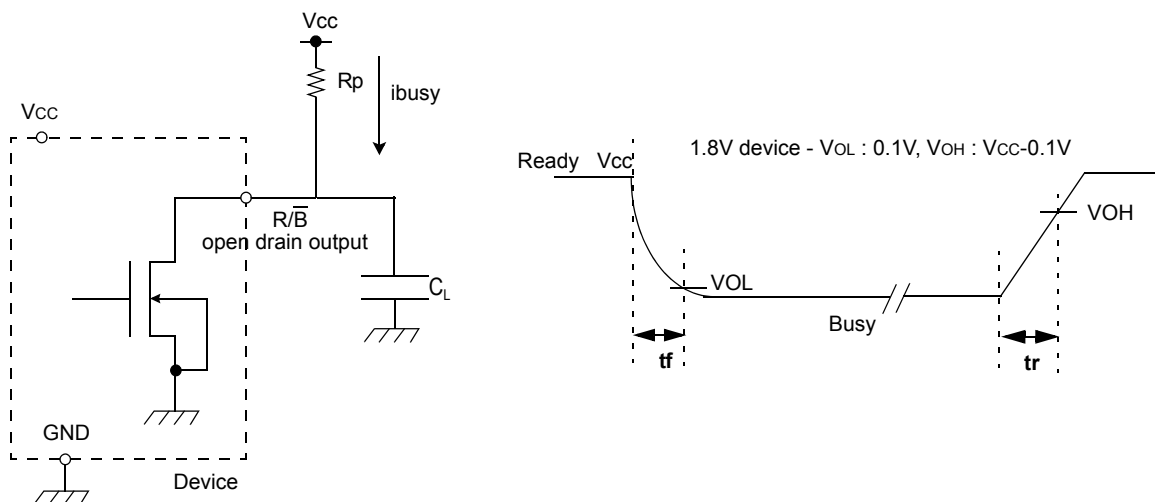 Vcc
Rp
ibusy
VCC
R/B̅
open drain output
CL
GND
Device
1.8V device - VOL : 0.1V, VOH : VCC-0.1V
Ready Vcc
VOH
VOL
Busy
tf
tr